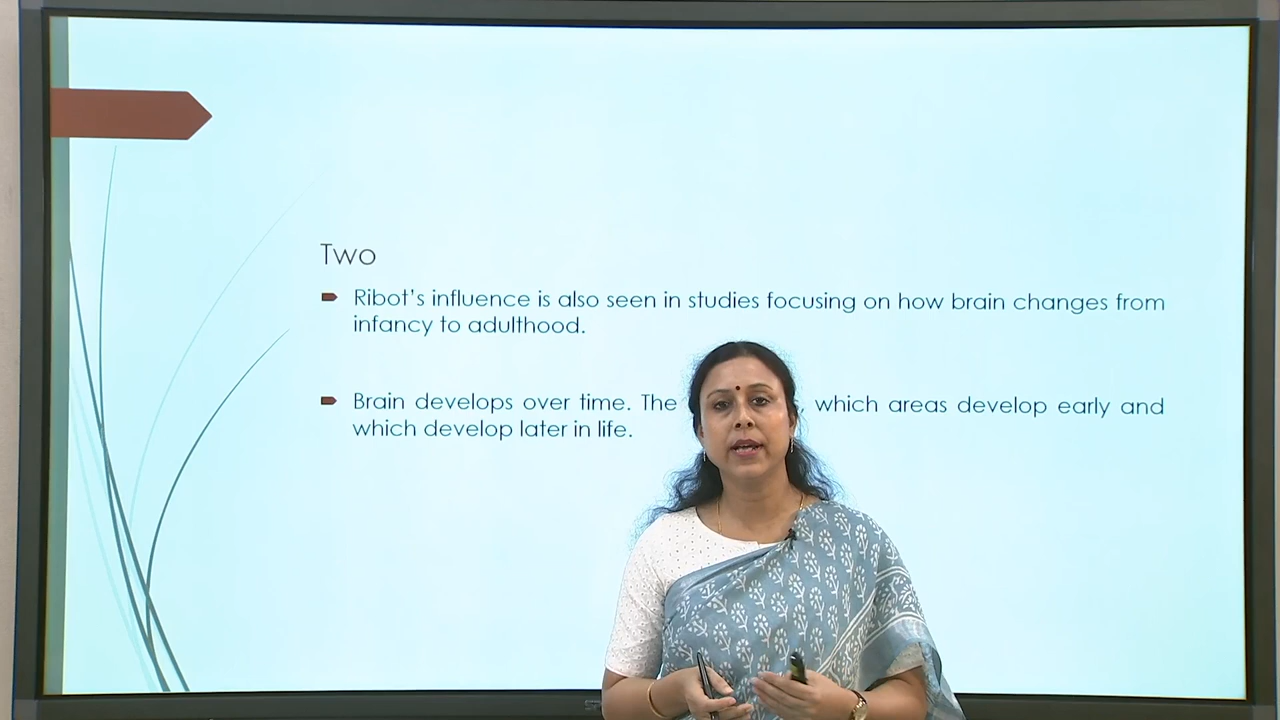 Two
Ribot's influence is also seen in studies focusing on how brain changes from
infancy to adulthood.
Brain develops over time. The , which areas develop early and
which develop later in life.